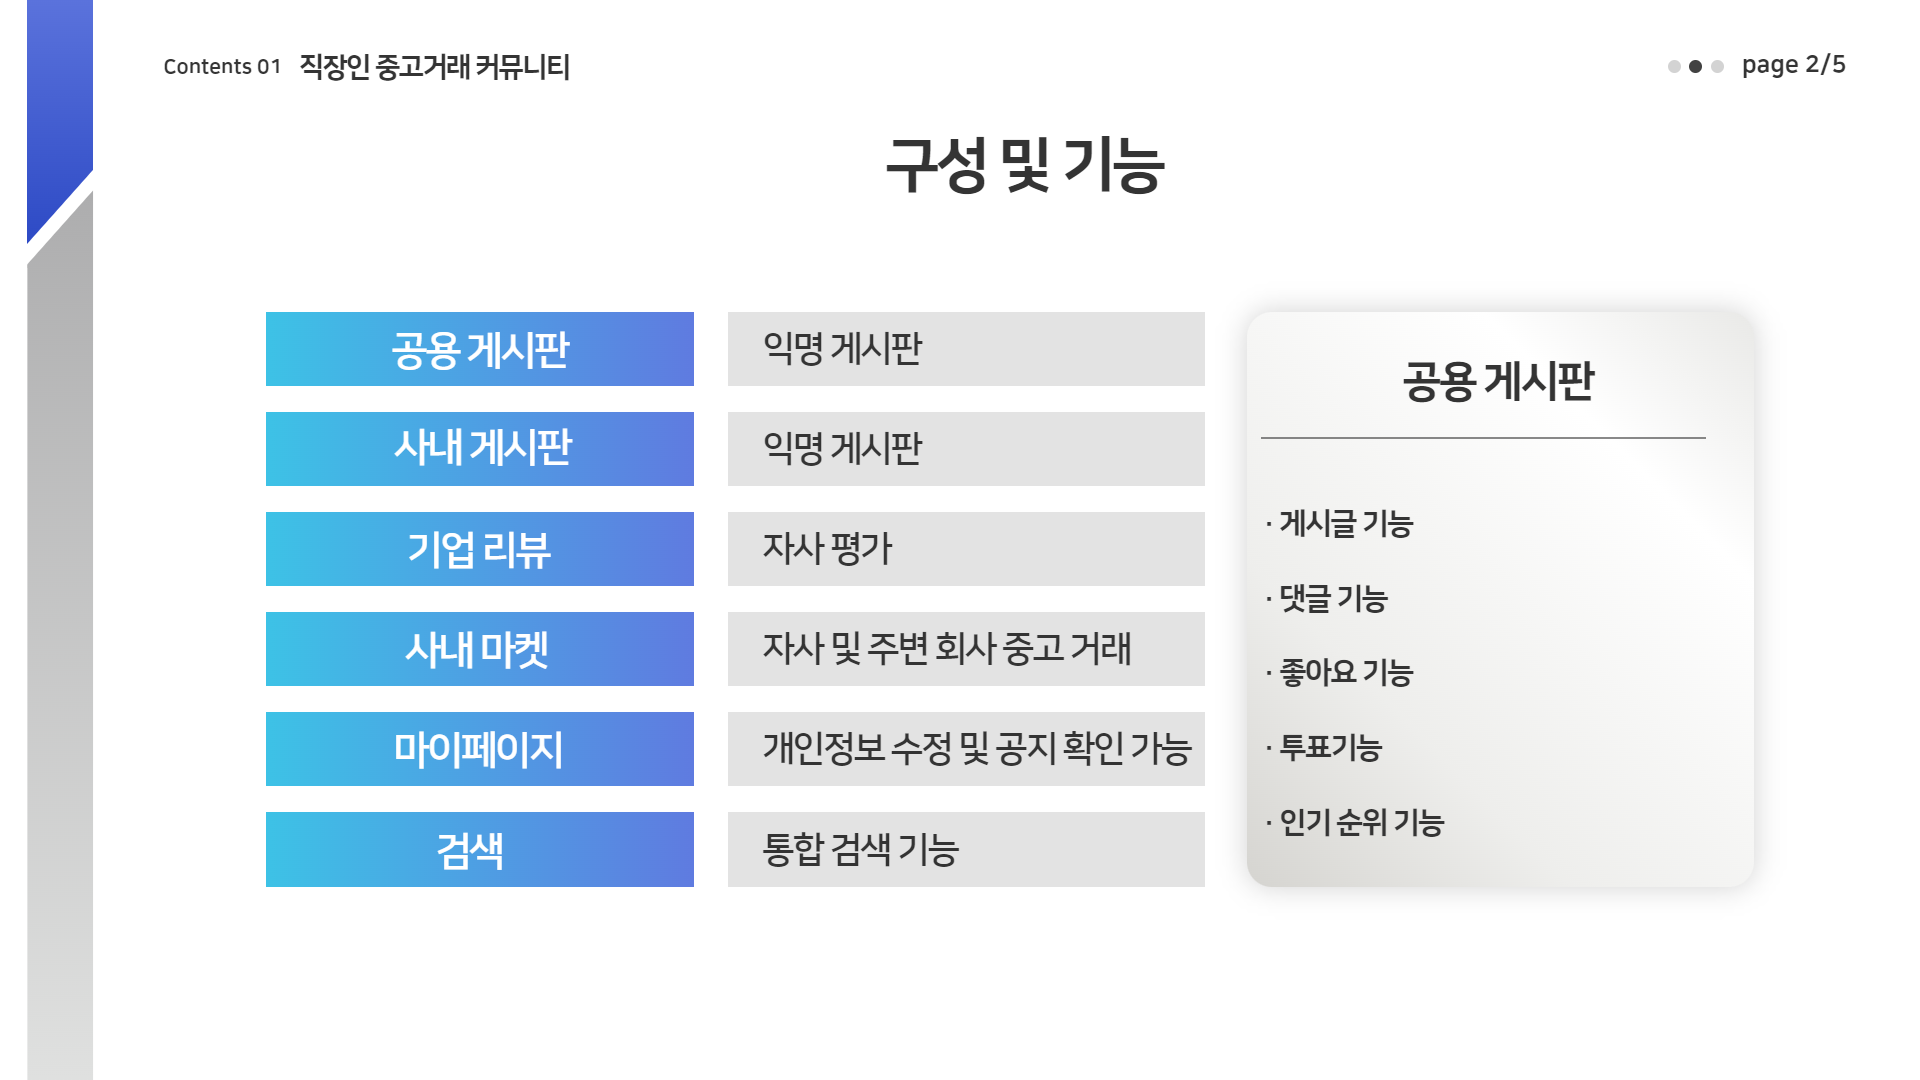 Contents 01 직장인 중고거래 커뮤니티
page 2/5
구성 및 기능
공용 게시판
익명 게시판
사내 게시판
익명 게시판
기업 리뷰
자사 평가
사내 마켓
자사 및 주변 회사 중고 거래
마이페이지
개인정보 수정 및 공지 확인 가능
검색
통합 검색 기능
공용 게시판
· 게시글 기능
· 댓글 기능
· 좋아요 기능
· 투표기능
· 인기 순위 기능